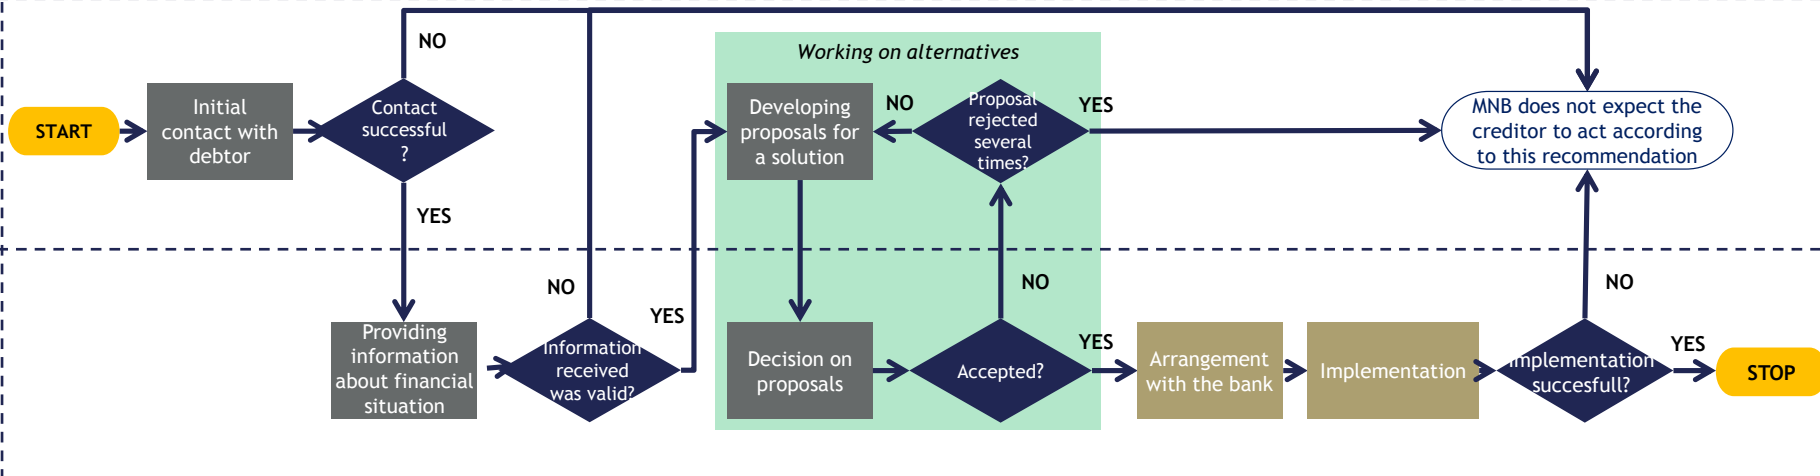 NO
Working on alternatives
START
Initial
contact with
debtor
Contact
successful
?
Developing
proposals for
a solution
NO
Proposal
rejected
several
times?
YES
MNB does not expect the
creditor to act according
to this recommendation
YES
NO
YES
NO
NO
Providing
information
about financial
situation
Information
received
was valid?
Decision on
proposals
Accepted?
YES
Arrangement
with the bank
Implementation
Implementation
succesfull?
YES
STOP